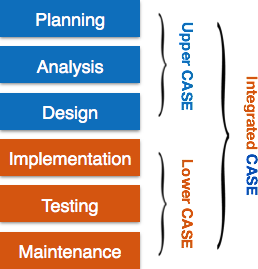 Planning
Analysis
Design
Implementation
Testing
Maintenance
Upper CASE
Lower CASE
Integrated CASE